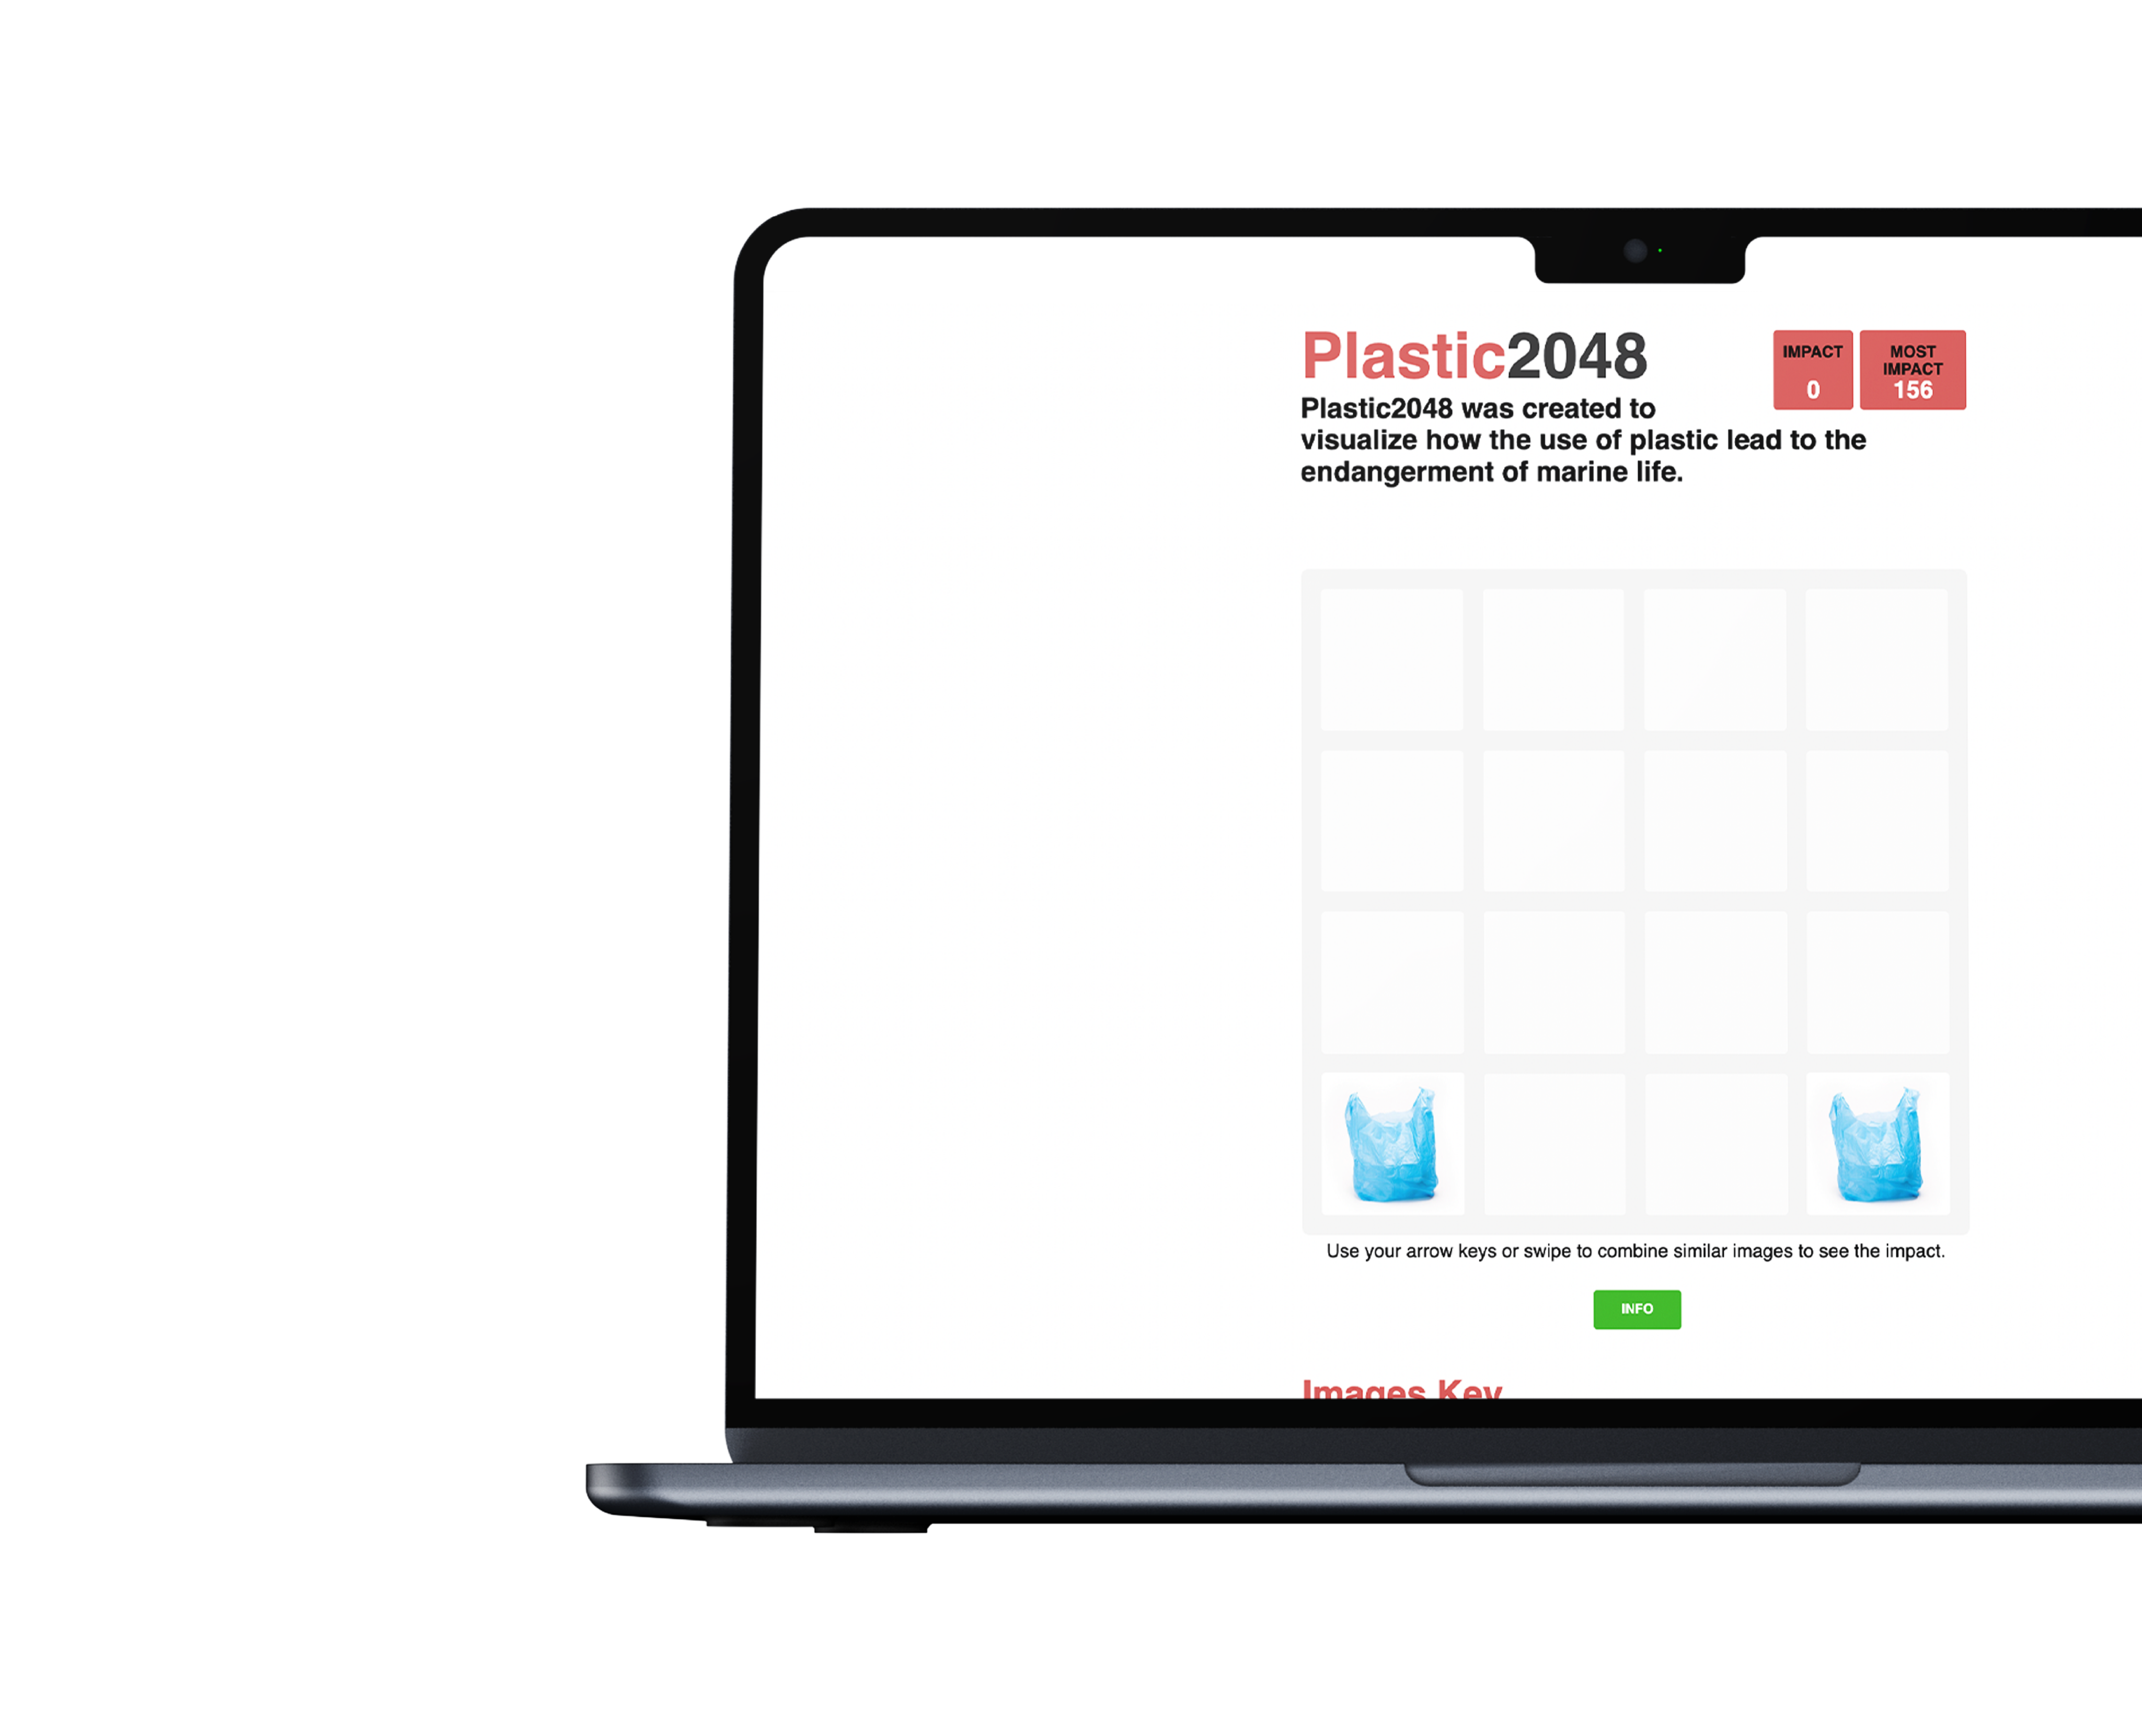 Plastic2048
IMPACT
0
MOST
IMPACT
156
Plastic2048 was created to
visualize how the use of plastic lead to the
endangerment of marine life.
Use your arrow keys or swipe to combine similar images to see the impact.
INFO
Images Key